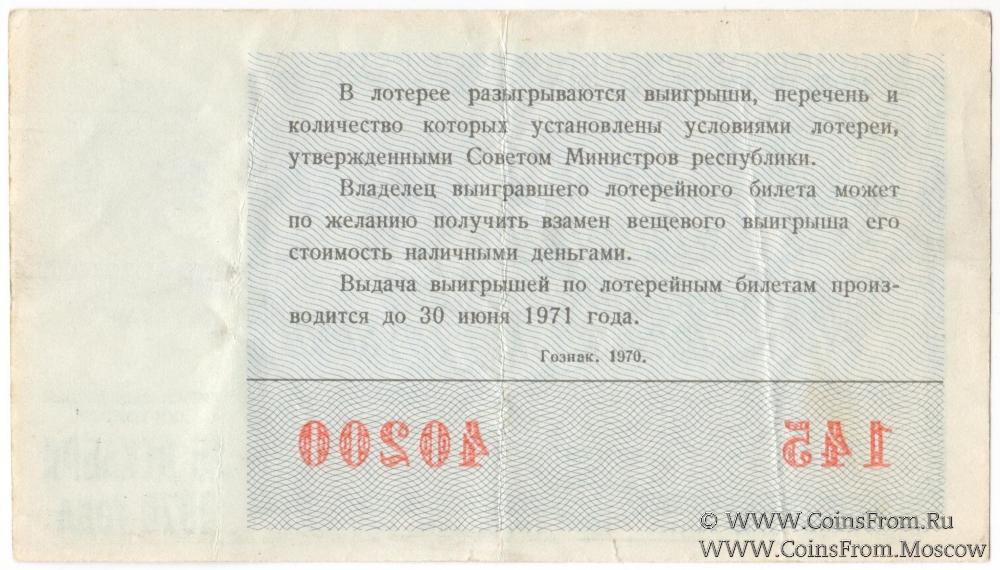 В лотерее разыгрываются выигрыши, перечень и
количество которых установлены условиями лотереи,
утвержденными Советом Министров республики.
Владелец выигравшего лотерейного билета может
по желанию получить взамен вещевого выигрыша его
стоимость наличными деньгами.
Выдача выигрышей по лотерейным билетам произ-
водится до 30 июня 1971 года.
Гознак. 1970.
40200 145
© WWW.CoinsFrom.Ru
WWW.CoinsFrom.Moscow